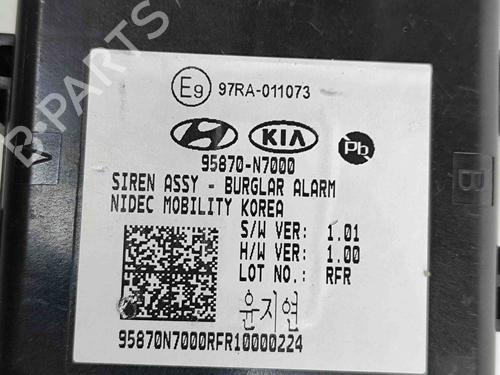 B-PARTS
E9 97RA-011073
HYUNDAI KIA Pb
95870-N7000
SIREN ASSY - BURGLAR ALARM
NIDEC MOBILITY KOREA
S/W VER: 1.01
H/W VER: 1.00
LOT NO.: RFR
윤지연
95870N7000RFR10000224
B